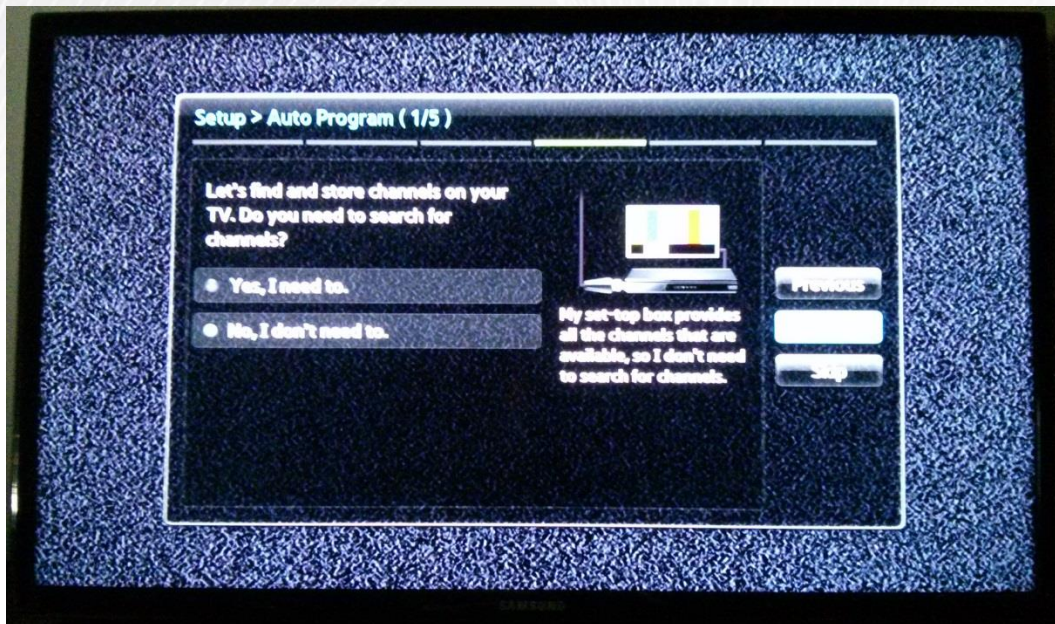 Setup > Auto Program ( 1/5 )
Let's find and store channels on your
TV. Do you need to search for
channels?
Yes, I need to.
No, I don't need to.
My set-top box provides
all the channels that are
available, so I don't need
to search for channels.
Previous
Skip
SAMSUNG